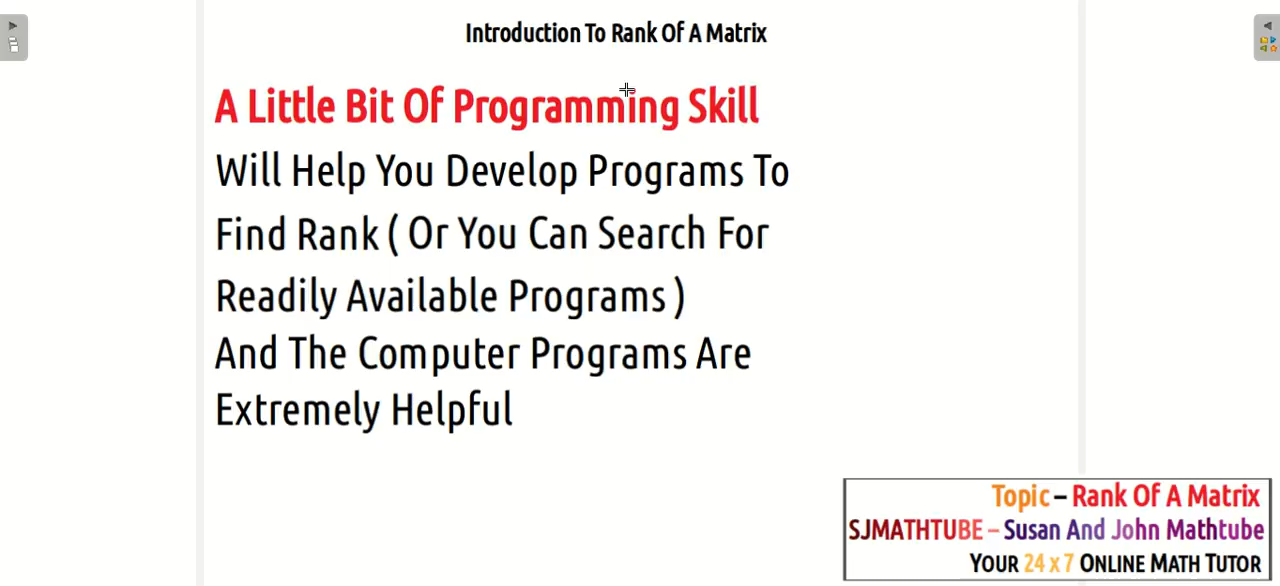 Introduction To Rank Of A Matrix
A Little Bit Of Programming Skill
Will Help You Develop Programs To
Find Rank ( Or You Can Search For
Readily Available Programs )
And The Computer Programs Are
Extremely Helpful
Topic – Rank Of A Matrix
SJMATHTUBE – Susan And John Mathtube
YOUR 24 x 7 ONLINE MATH TUTOR